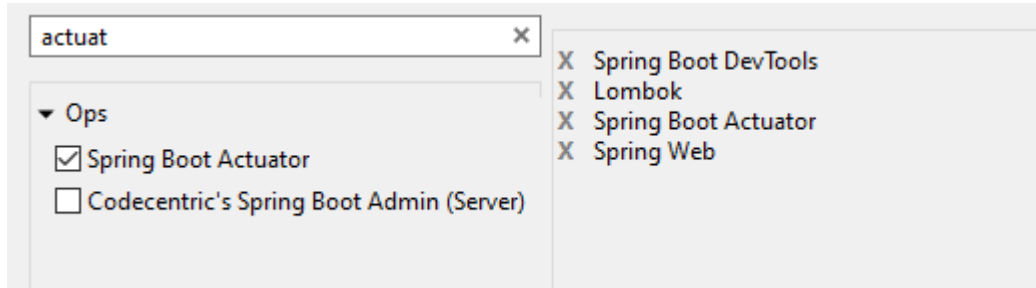 actuat
Ops
Spring Boot Actuator
Codecentric's Spring Boot Admin (Server)
X Spring Boot DevTools
X Lombok
X Spring Boot Actuator
X Spring Web